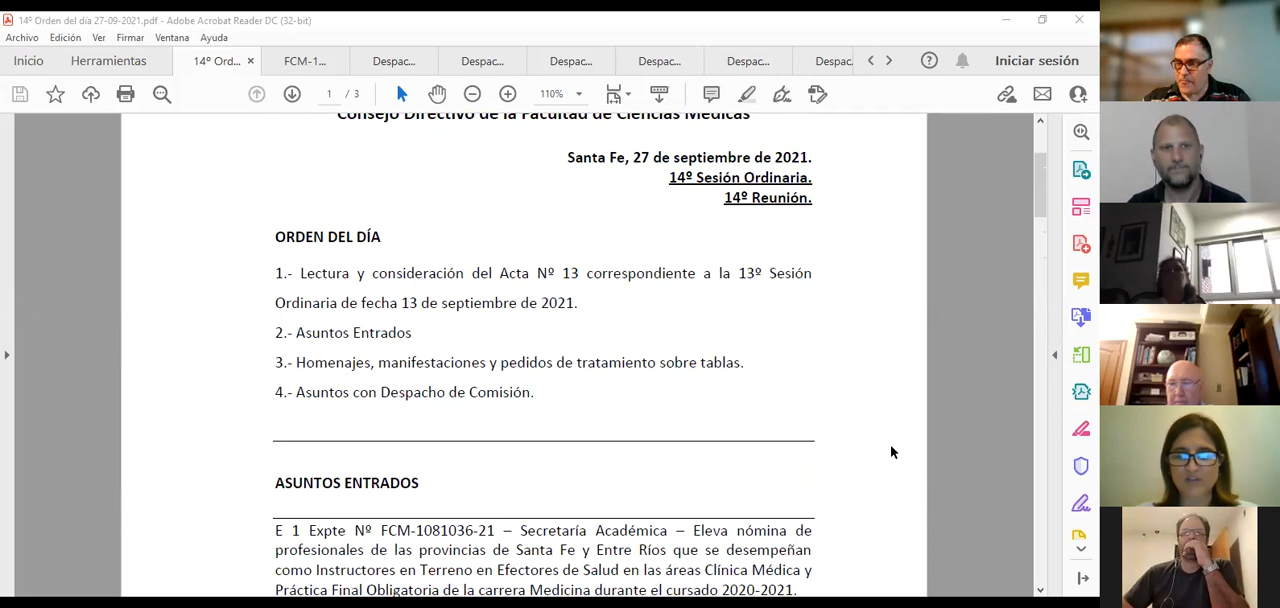 14º Orden del día 27-09-2021.pdf - Adobe Acrobat Reader DC (32-bit)
Archivo Edición Ver Firmar Ventana Ayuda
Inicio Herramientas 14º Ord... × FCM-1... Despac... Despac... Despac... Despac... Despac... Despac Iniciar sesión
1 / 3 110%
Consejo Directivo de la Facultad de Ciencias Médicas
Santa Fe, 27 de septiembre de 2021.
14º Sesión Ordinaria.
14º Reunión.
ORDEN DEL DÍA
1.- Lectura y consideración del Acta Nº 13 correspondiente a la 13º Sesión
Ordinaria de fecha 13 de septiembre de 2021.
2.- Asuntos Entrados
3.- Homenajes, manifestaciones y pedidos de tratamiento sobre tablas.
4.- Asuntos con Despacho de Comisión.
ASUNTOS ENTRADOS
E 1 Expte Nº FCM-1081036-21 – Secretaría Académica – Eleva nómina de
profesionales de las provincias de Santa Fe y Entre Ríos que se desempeñan
como Instructores en Terreno en Efectores de Salud en las áreas Clínica Médica y
Práctica Final Obligatoria de la carrera Medicina durante el cursado 2020-2021.